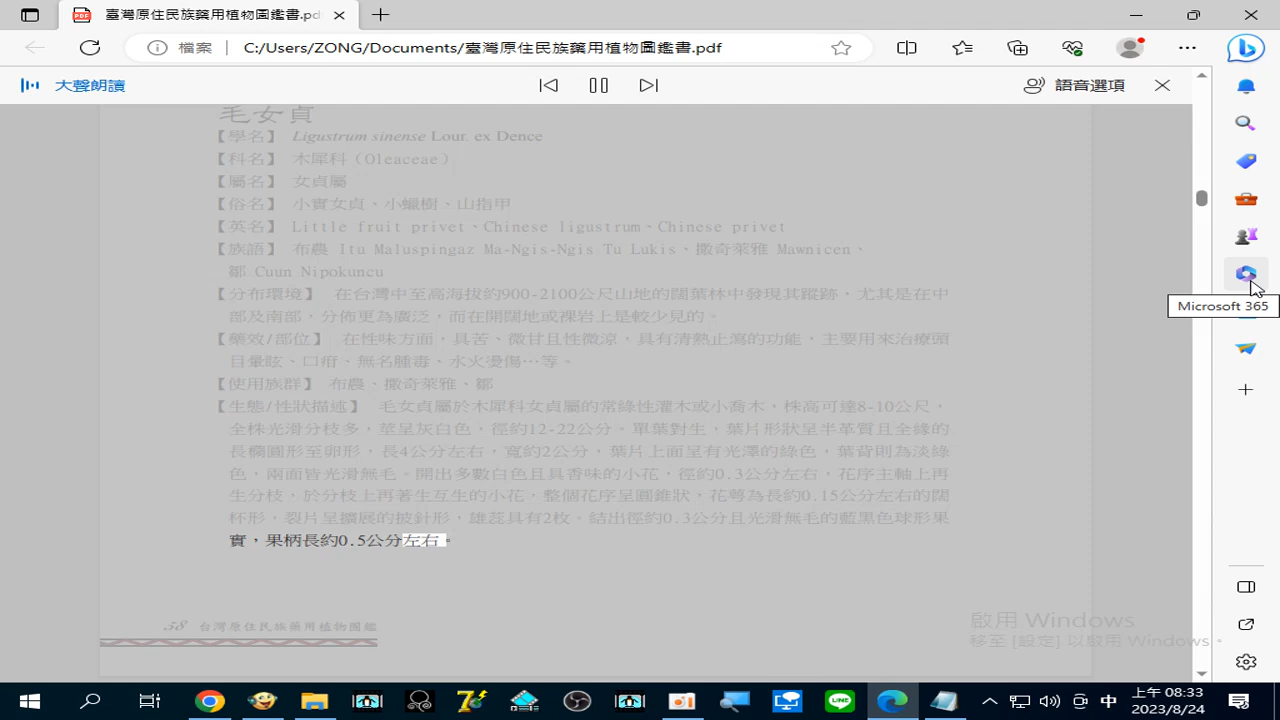 臺灣原住民族藥用植物圖鑑書.pd
檔案 C:/Users/ZONG/Documents/臺灣原住民族藥用植物圖鑑書.pdf
大聲朗讀
語音選項
毛女貞
【學名】 Ligustrum sinense Lour. ex Dence
【科名】 木犀科（Oleaceae）
【屬名】 女貞屬
【俗名】 小實女貞、小蠟樹、山指甲
【英名】 Little fruit privet、Chinese ligustrum、Chinese privet
【族語】 布農 Itu Maluspingaz Ma-Ngis-Ngis Tu Lukis、撒奇萊雅 Mawnicen、
鄒 Cuun Nipokuncu
【分布環境】 在台灣中至高海拔約900-2100公尺山地的闊葉林中發現其蹤跡，尤其是在中
部及南部，分佈更為廣泛，而在開闊地或裸岩上是較少見的。
【藥效/部位】 在性味方面，具苦、微甘且性微涼，具有清熱止瀉的功能，主要用來治療頭
目暈眩、口疔、無名腫毒、水火燙傷…等。
【使用族群】 布農、撒奇萊雅、鄒
【生態/性狀描述】 毛女貞屬於木犀科女貞屬的常綠性灌木或小喬木，株高可達8-10公尺，
全株光滑分枝多，莖呈灰白色，徑約12-22公分。單葉對生，葉片形狀呈半革質且全緣的
長橢圓形至卵形，長4公分左右，寬約2公分，葉片上面呈有光澤的綠色，葉背則為淡綠
色，兩面皆光滑無毛。開出多數白色且具香味的小花，徑約0.3公分左右，花序主軸上再
生分枝、於分枝上再著生互生的小花，整個花序呈圓錐狀，花萼為長約0.15公分左右的闊
杯形，裂片呈擴展的披針形，雄蕊具有2枚。結出徑約0.3公分且光滑無毛的藍黑色球形果
實，果柄長約0.5公分左右。
58 台灣原住民族藥用植物圖鑑
啟用 Windows
移至 [設定] 以啟用 Windows。
Microsoft 365
中
上午 08:33
2023/8/24
LINE